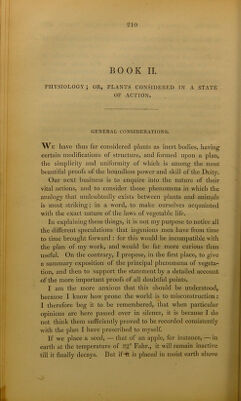 210
BOOK II.
PHYSIOLOGY; OR, PLANTS CONSIDERED IN A STATE
OF ACTION.
GENERAL CONSIDERATIONS.
We have thus far considered plants as inert bodies, having
certain modifications of structure, and formed upon a plan,
the simplicity and uniformity of which is among the most
beautiful proofs of the boundless power and skill of the Deity.
Our next business is to enquire into the nature of their
vital actions, and to consider those phenomena in which the
analogy that undoubtedly exists between plants and animals
is most striking: in a word, to make ourselves acquainted
with the exact nature of the laws of vegetable life.
In explaining these things, it is not my purpose to notice all
the different speculations that ingenious men have from time
to time brought forward: for this would be incompatible with
the plan of my work, and would be far more curious than
useful. On the contrary, I propose, in the first place, to give
a summary exposition of the principal phenomena of vegeta-
tion, and then to support the statement by a detailed account
of the more important proofs of all doubtful points.
I am the more anxious that this should be understood,
because I know how prone the world is to misconstruction:
I therefore beg it to be remembered, that when particular
opinions are here passed over in silence, it is because I do
not think them sufficiently proved to be recorded consistently
with the plan I have prescribed to myself.
If we place a seed, — that of an apple, for instance, — in
earth at the temperature of 32° Fahr., it will remain inactive
till it finally decays. But if it is placed in moist earth above